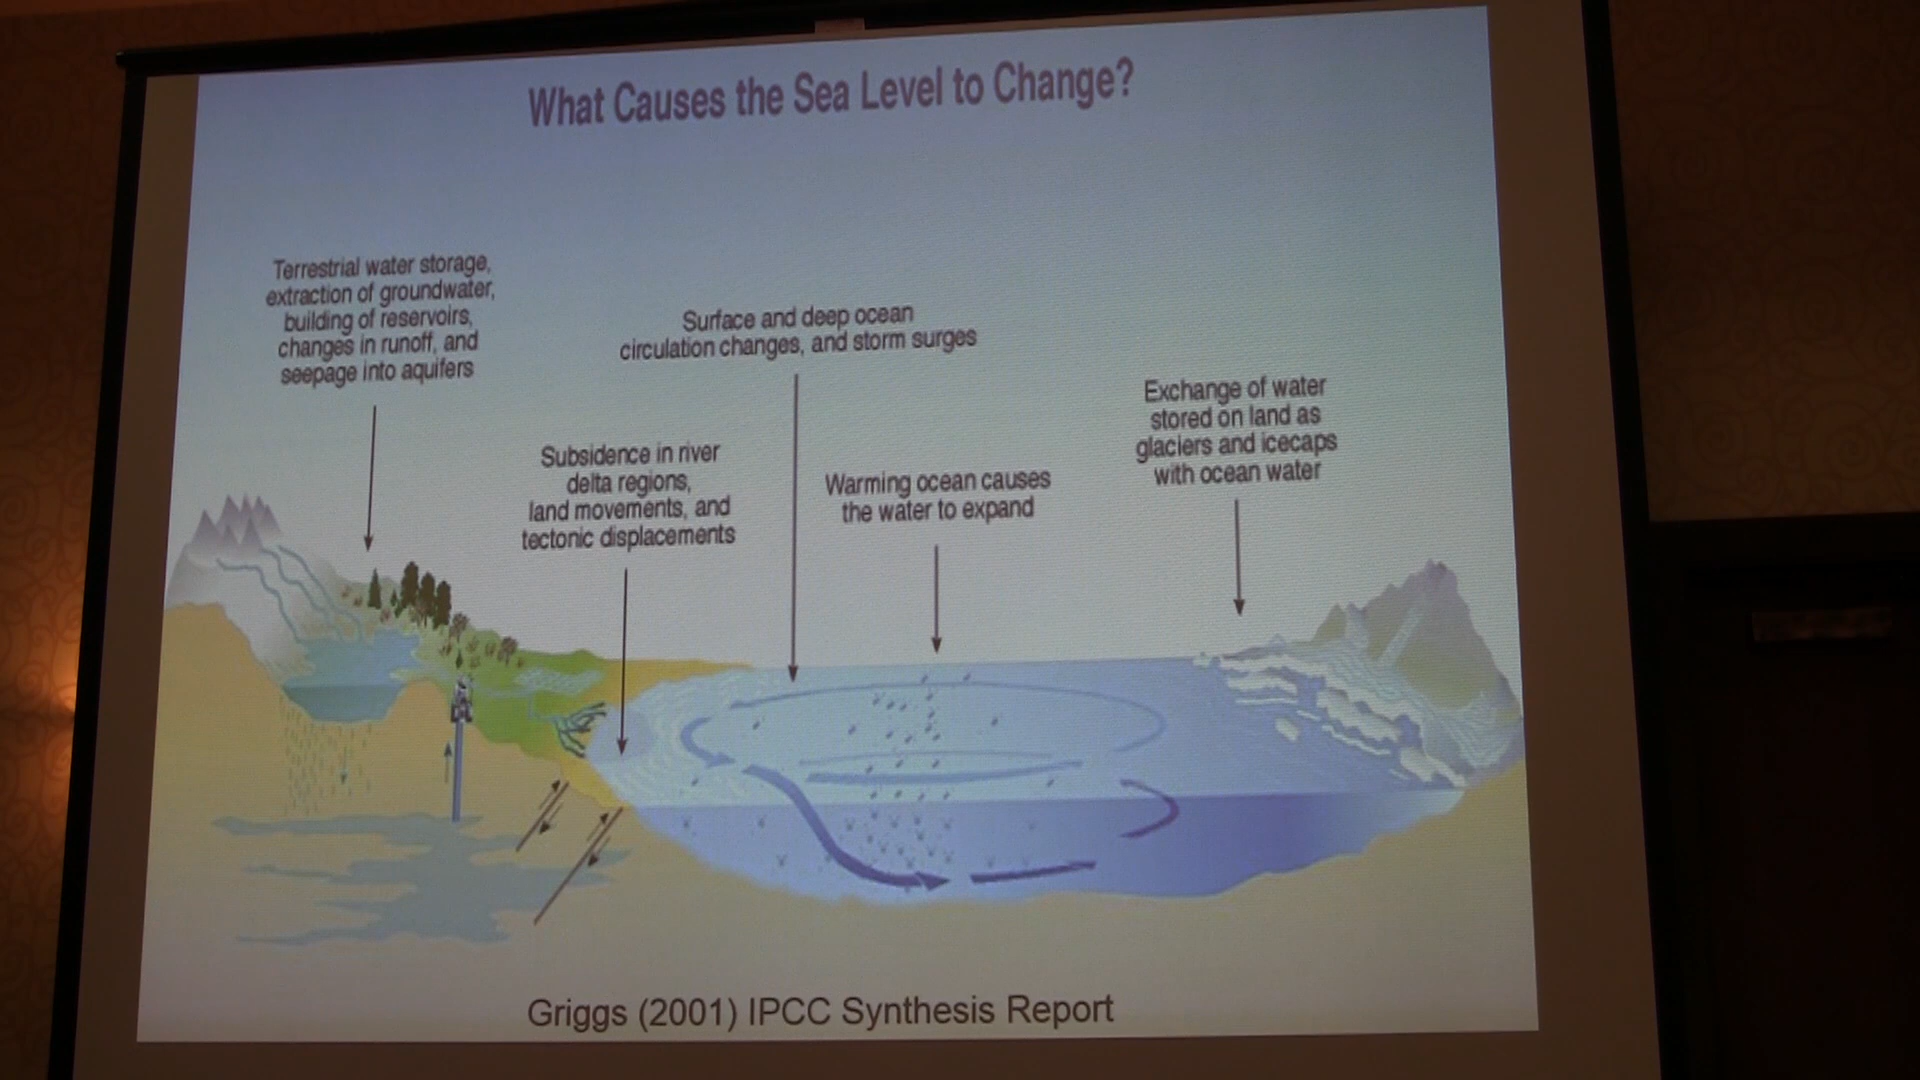 What Causes the Sea Level to Change?
Terrestrial water storage,
extraction of groundwater,
building of reservoirs,
changes in runoff, and
seepage into aquifers
Surface and deep ocean
circulation changes, and storm surges
Subsidence in river
delta regions,
land movements, and
tectonic displacements
Warming ocean causes
the water to expand
Exchange of water
stored on land as
glaciers and icecaps
with ocean water
Griggs (2001) IPCC Synthesis Report